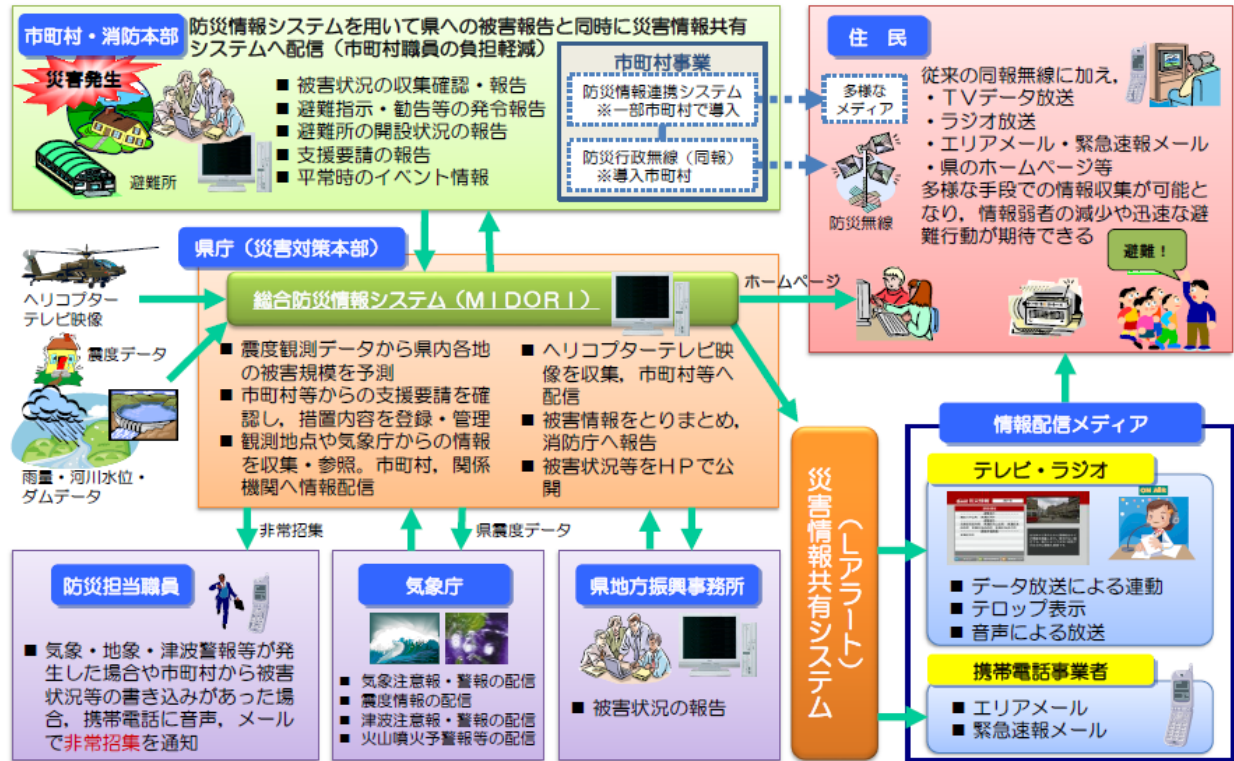 市町村・消防本部
防災情報システムを用いて県への被害報告と同時に災害情報共有
システムへ配信（市町村職員の負担軽減）
災害発生
避難所
■ 被害状況の収集確認・報告
■ 避難指示・勧告等の発令報告
■ 避難所の開設状況の報告
■ 支援要請の報告
■ 平常時のイベント情報
市町村事業
防災情報連携システム
※一部市町村で導入
防災行政無線（同報）
※導入市町村
住 民
多様な
メディア
防災無線
従来の同報無線に加え，
・ＴＶデータ放送
・ラジオ放送
・エリアメール・緊急速報メール
・県のホームページ等
多様な手段での情報収集が可能と
なり，情報弱者の減少や迅速な避
難行動が期待できる
避難！
県庁（災害対策本部）
総合防災情報システム（ＭＩＤＯＲＩ）
ホームページ
ヘリコプター
テレビ映像
震度データ
雨量・河川水位・
ダムデータ
■ 震度観測データから県内各地
の被害規模を予測
■ 市町村等からの支援要請を確
認し，措置内容を登録・管理
■ 観測地点や気象庁からの情報
を収集・参照。市町村，関係
機関へ情報配信
■ ヘリコプターテレビ映
像を収集，市町村等へ
配信
■ 被害情報をとりまとめ，
消防庁へ報告
■ 被害状況等をＨＰで公
開
非常招集
県震度データ
防災担当職員
■ 気象・地象・津波警報等が発
生した場合や市町村から被害
状況等の書き込みがあった場
合，携帯電話に音声，メール
で非常招集を通知
気象庁
■ 気象注意報・警報の配信
■ 震度情報の配信
■ 津波注意報・警報の配信
■ 火山噴火予警報等の配信
県地方振興事務所
■ 被害状況の報告
災害情報共有システム
（Ｌアラート）
情報配信メディア
テレビ・ラジオ
ON AIR
■ データ放送による連動
■ テロップ表示
■ 音声による放送
携帯電話事業者
■ エリアメール
■ 緊急速報メール